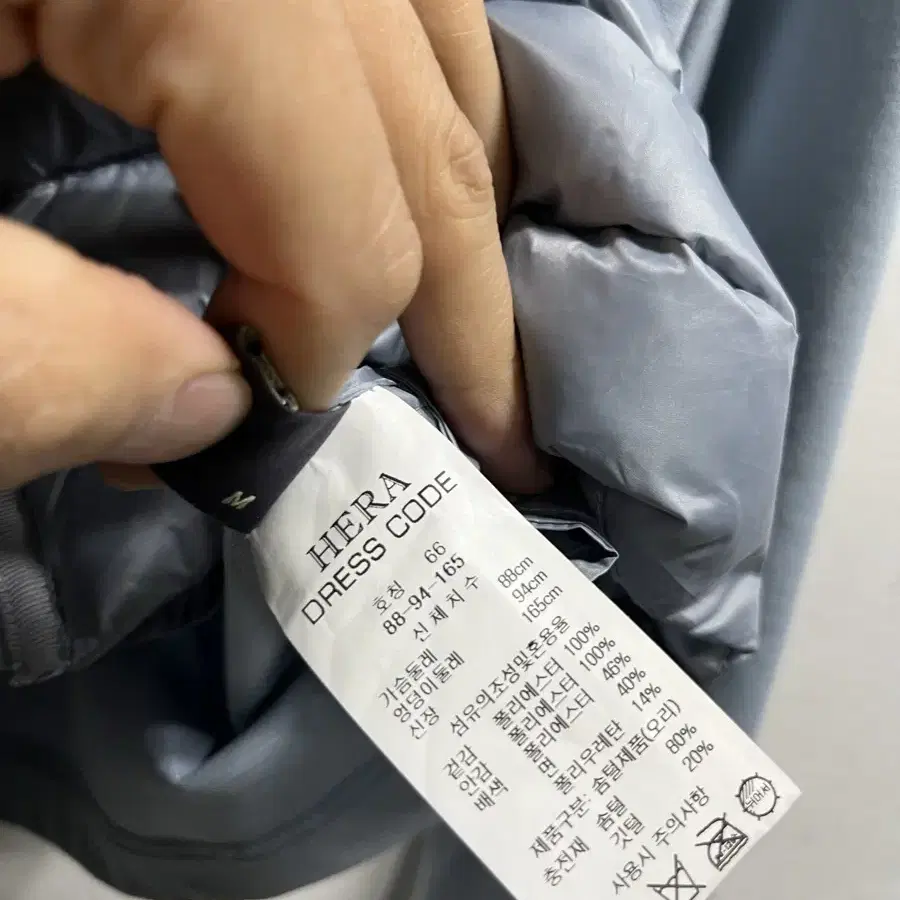 M
HERA
DRESS CODE
호칭 66
88-94-165
신체치수
가슴둘레 88cm
엉덩이둘레 94cm
신장 165cm
섬유의조성및혼용율
겉감 폴리에스터 100%
안감 폴리에스터 100%
배색 폴리에스터 46%
면 40%
폴리우레탄 14%
제품구분: 솜털제품(오리)
충전재 솜털 80%
깃털 20%
사용시 주의사항
뉘어서